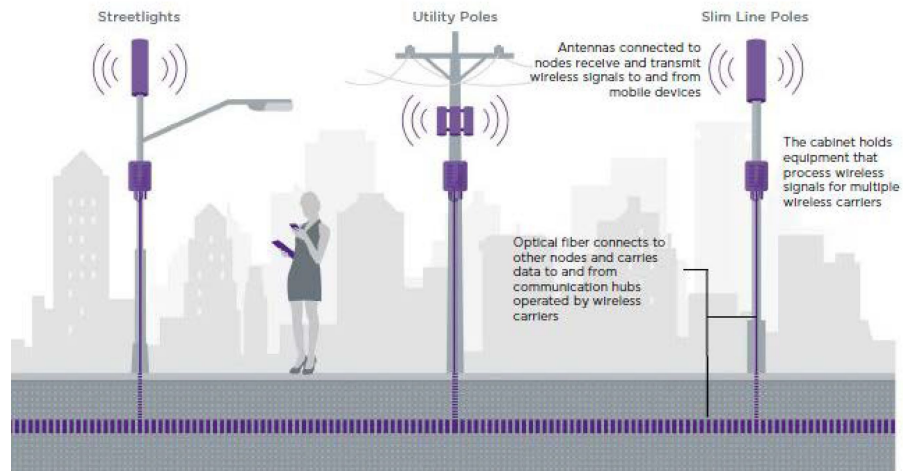 Streetlights
Utility Poles
Slim Line Poles
Antennas connected to
nodes receive and transmit
wireless signals to and from
mobile devices
The cabinet holds
equipment that
process wireless
signals for multiple
wireless carriers
Optical fiber connects to
other nodes and carries
data to and from
communication hubs
operated by wireless
carriers